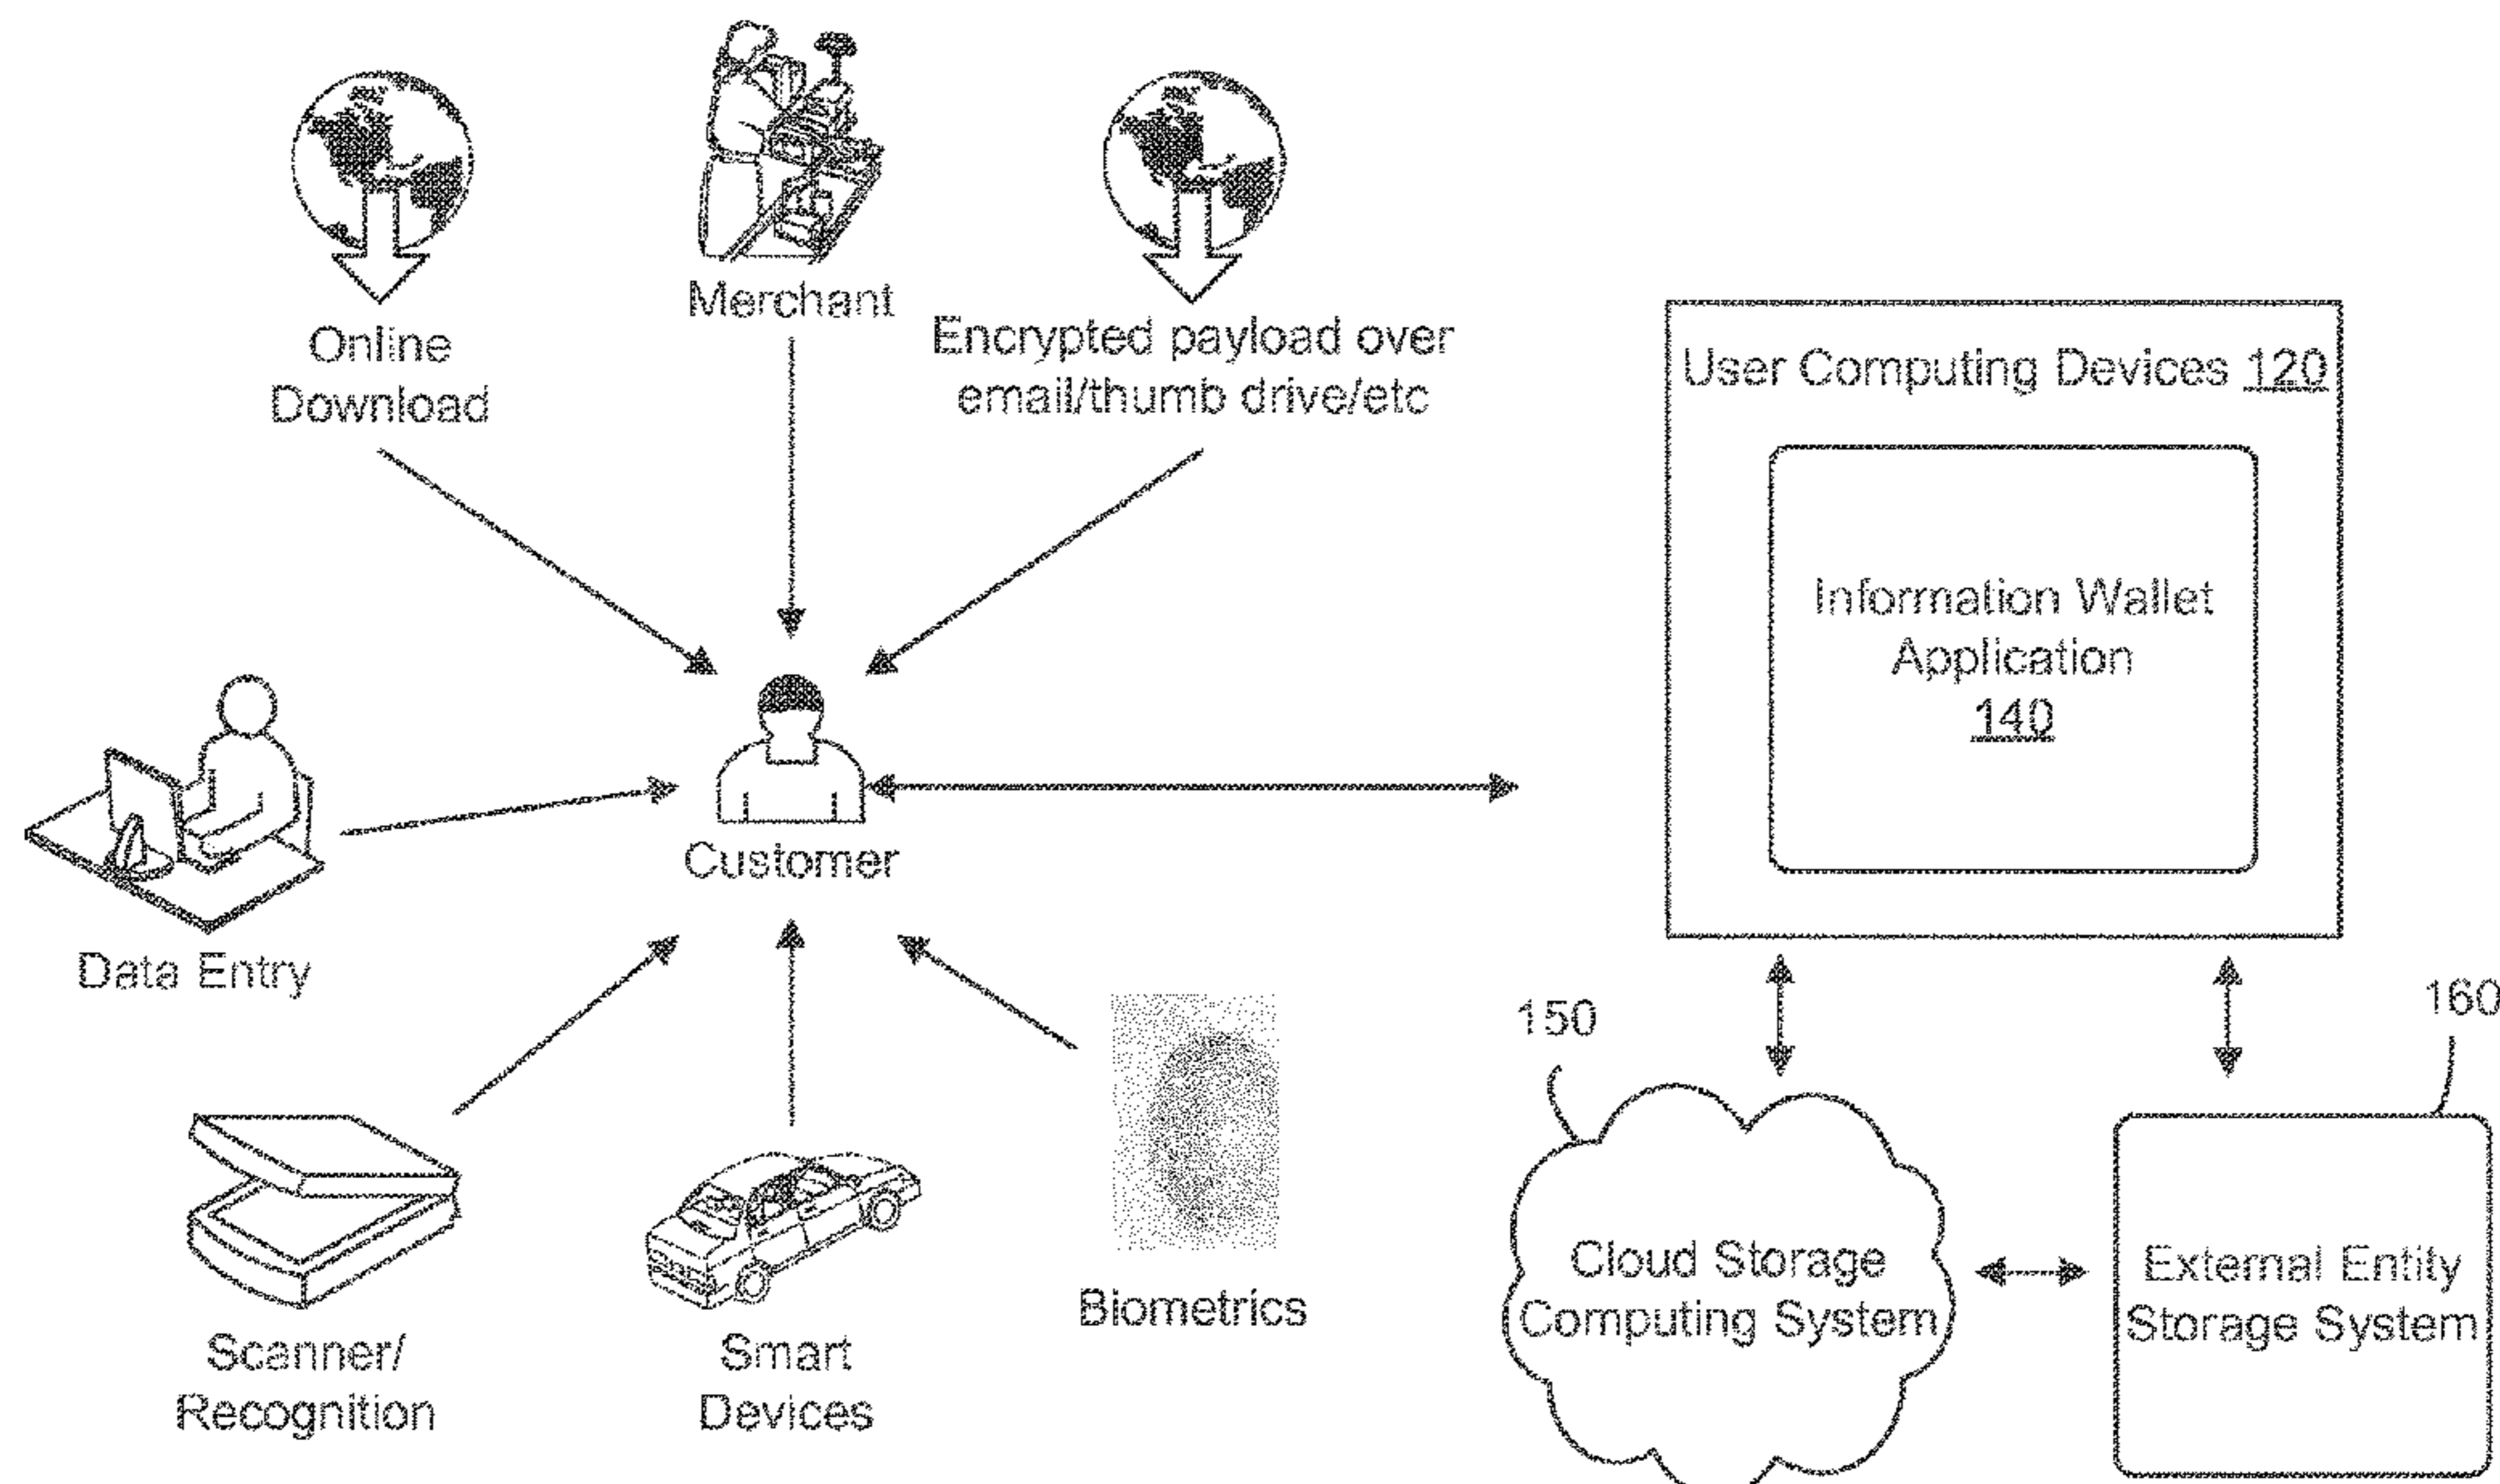 Online
Download
Merchant
Encrypted payload over
email/thumb drive/etc
User Computing Devices 120
Information Wallet
Application
140
Customer
Data Entry
150
160
Scanner/
Recognition
Smart
Devices
Biometrics
Cloud Storage
Computing System
External Entity
Storage System